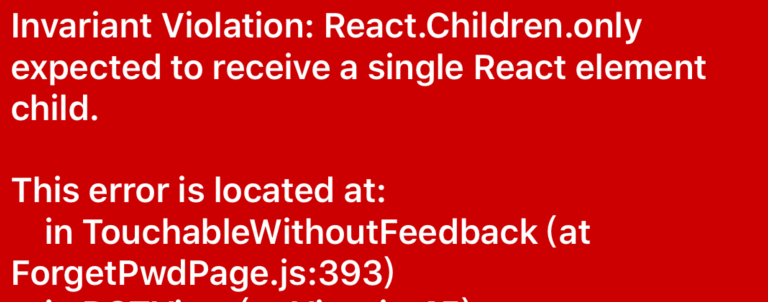 Invariant Violation: React.Children.only
expected to receive a single React element
child.
This error is located at:
in TouchableWithoutFeedback (at
ForgetPwdPage.js:393)